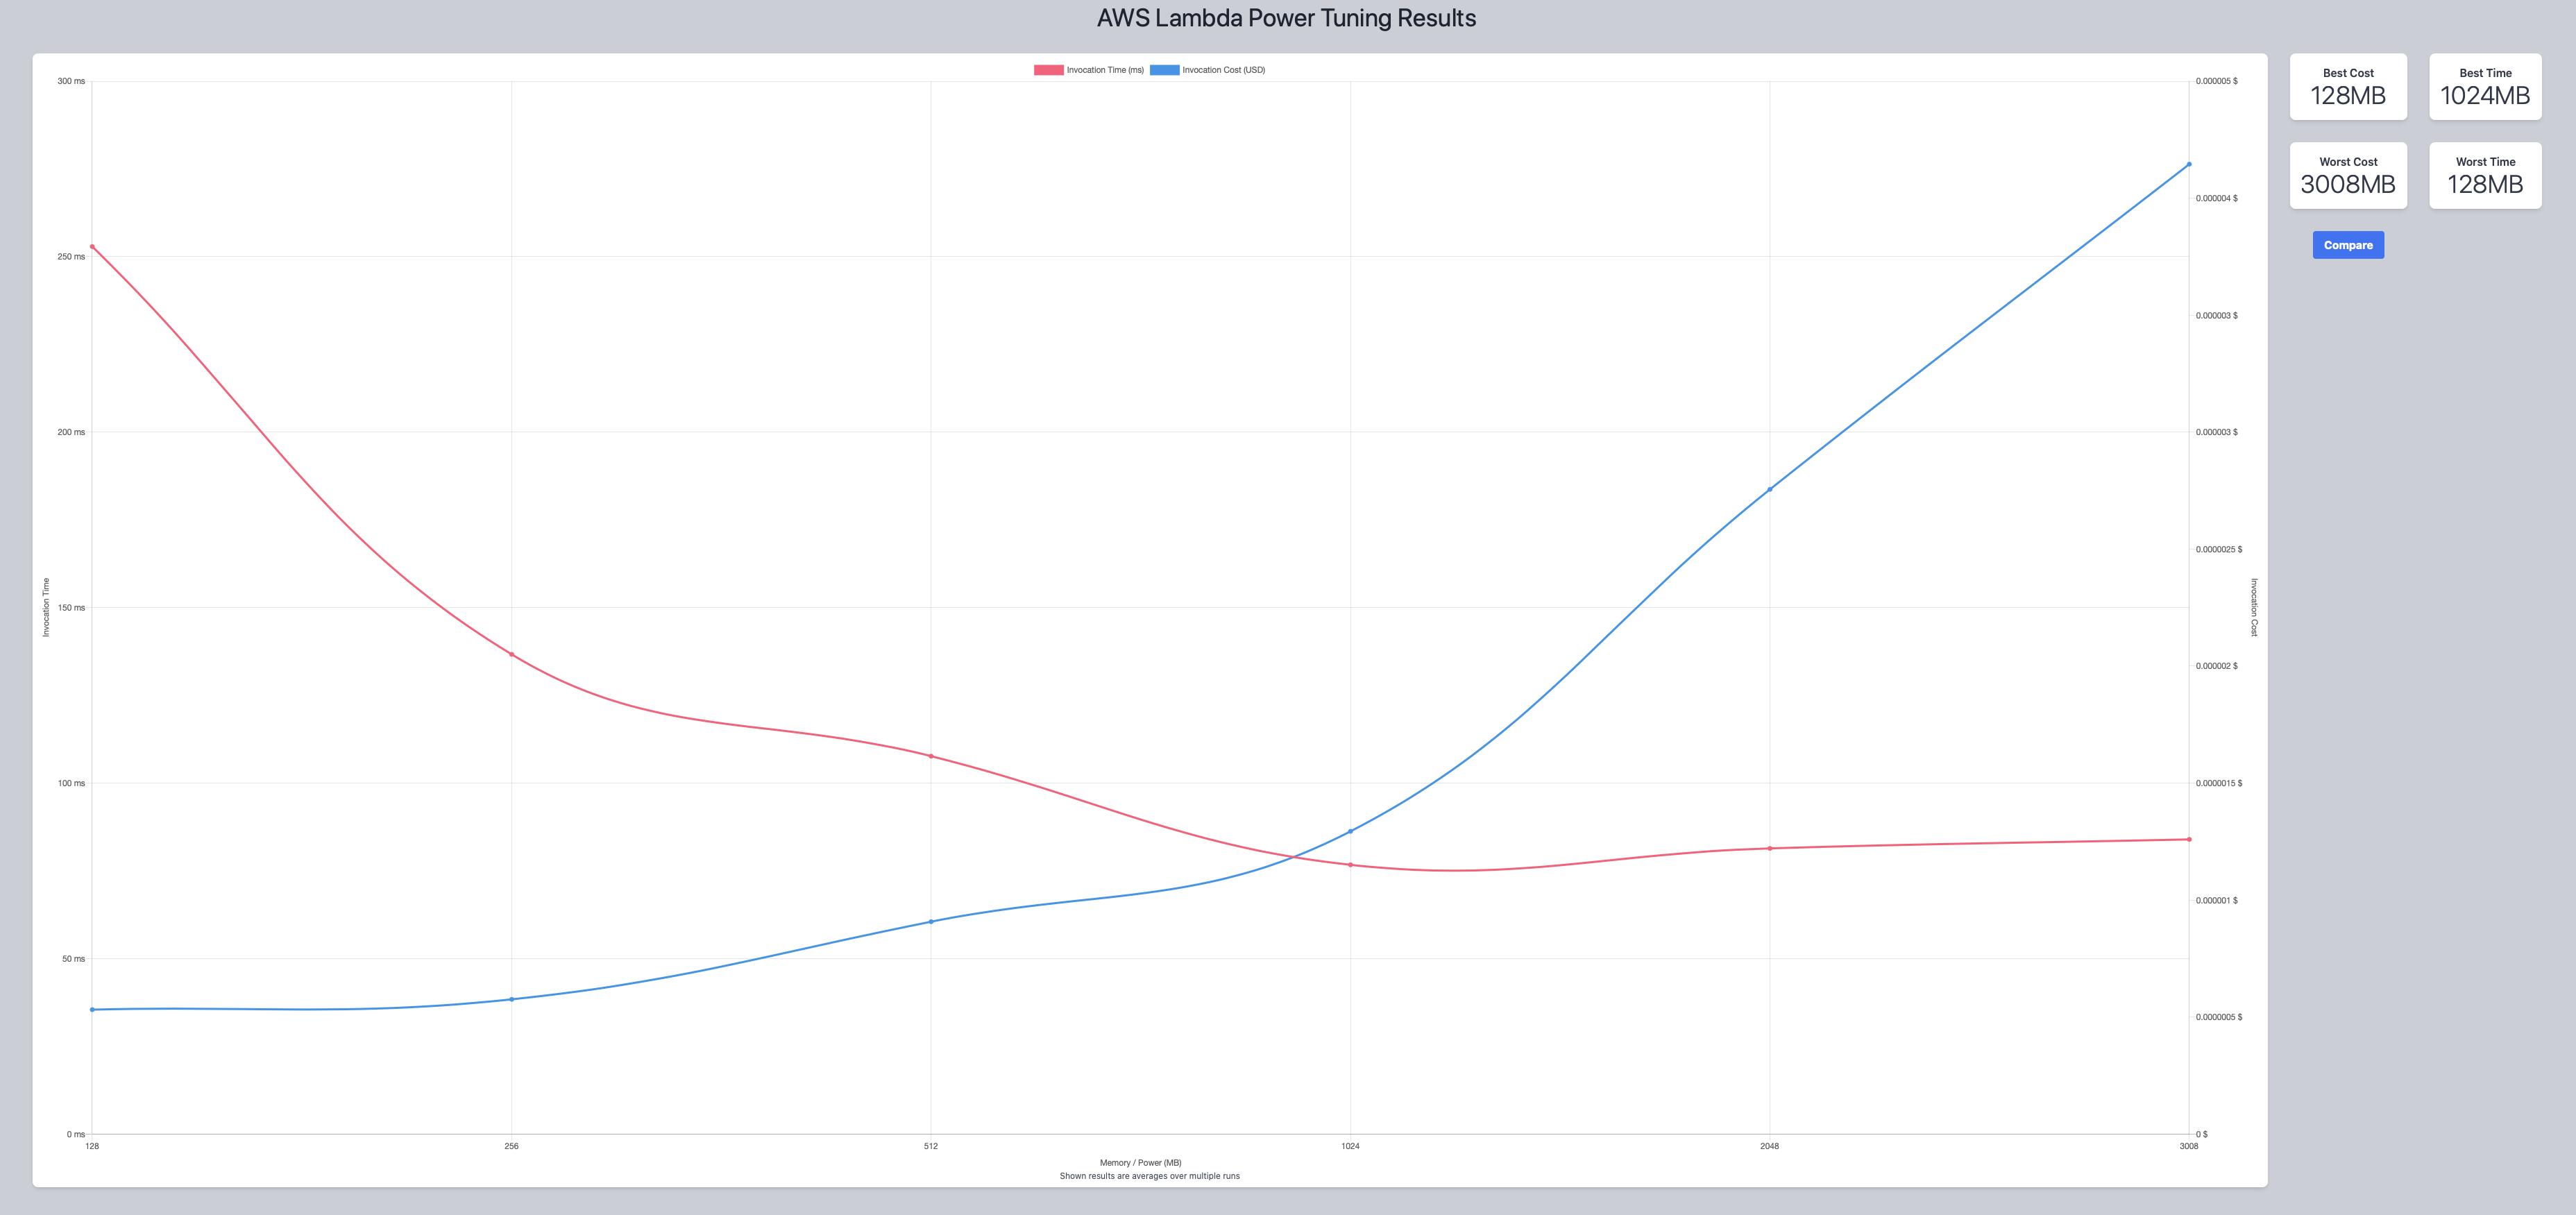 AWS Lambda Power Tuning Results
Invocation Time (ms)
Invocation Cost (USD)
300 ms
250 ms
200 ms
150 ms
100 ms
50 ms
0 ms
Invocation Time
0.000005 $
0.000004 $
0.000003 $
0.000003 $
0.0000025 $
0.000002 $
0.0000015 $
0.000001 $
0.0000005 $
0 $
Invocation Cost
128
256
512
1024
2048
3008
Memory / Power (MB)
Shown results are averages over multiple runs
Best Cost
128MB
Best Time
1024MB
Worst Cost
3008MB
Worst Time
128MB
Compare